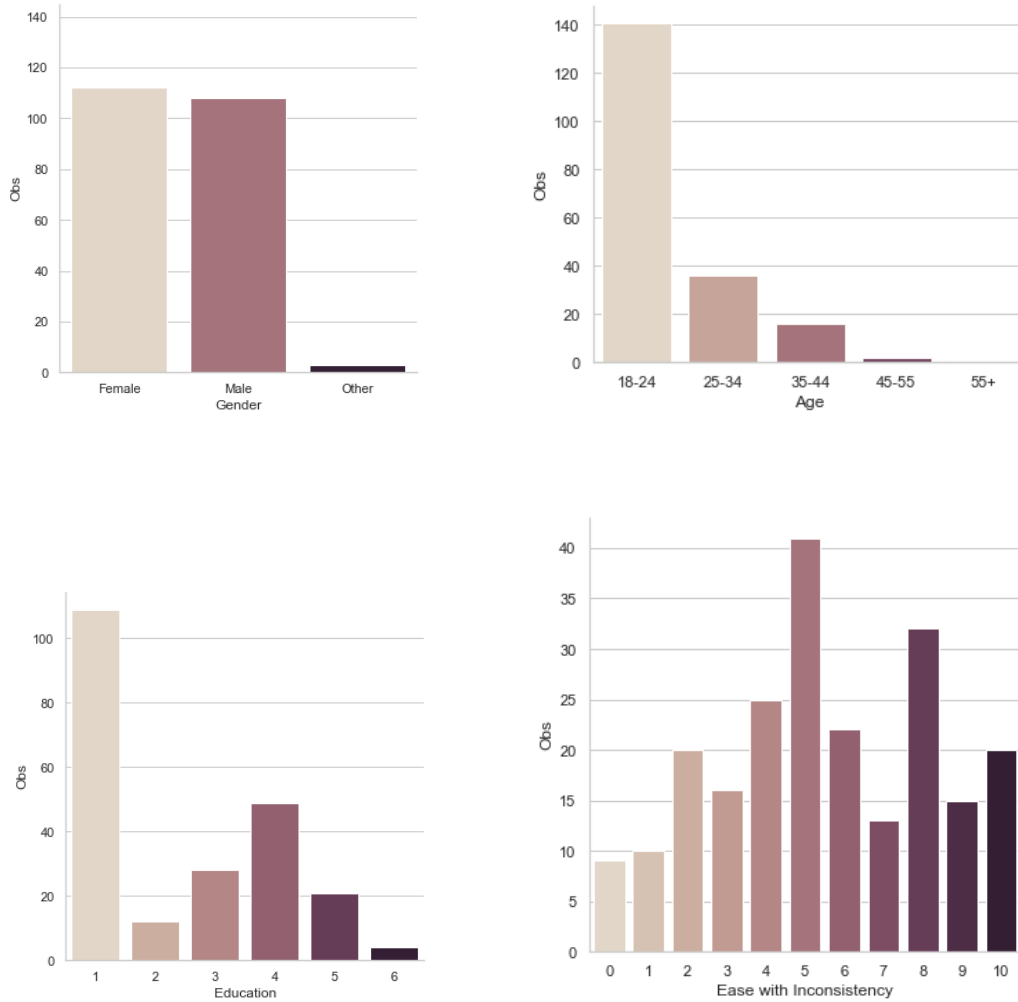 140
120
100
80
60
40
20
0
Obs
Female Male Other
Gender
140
120
100
80
60
40
20
0
Obs
18-24 25-34 35-44 45-55 55+
Age
100
80
60
40
20
0
Obs
1 2 3 4 5 6
Education
40
35
30
25
20
15
10
5
0
Obs
0 1 2 3 4 5 6 7 8 9 10
Ease with Inconsistency